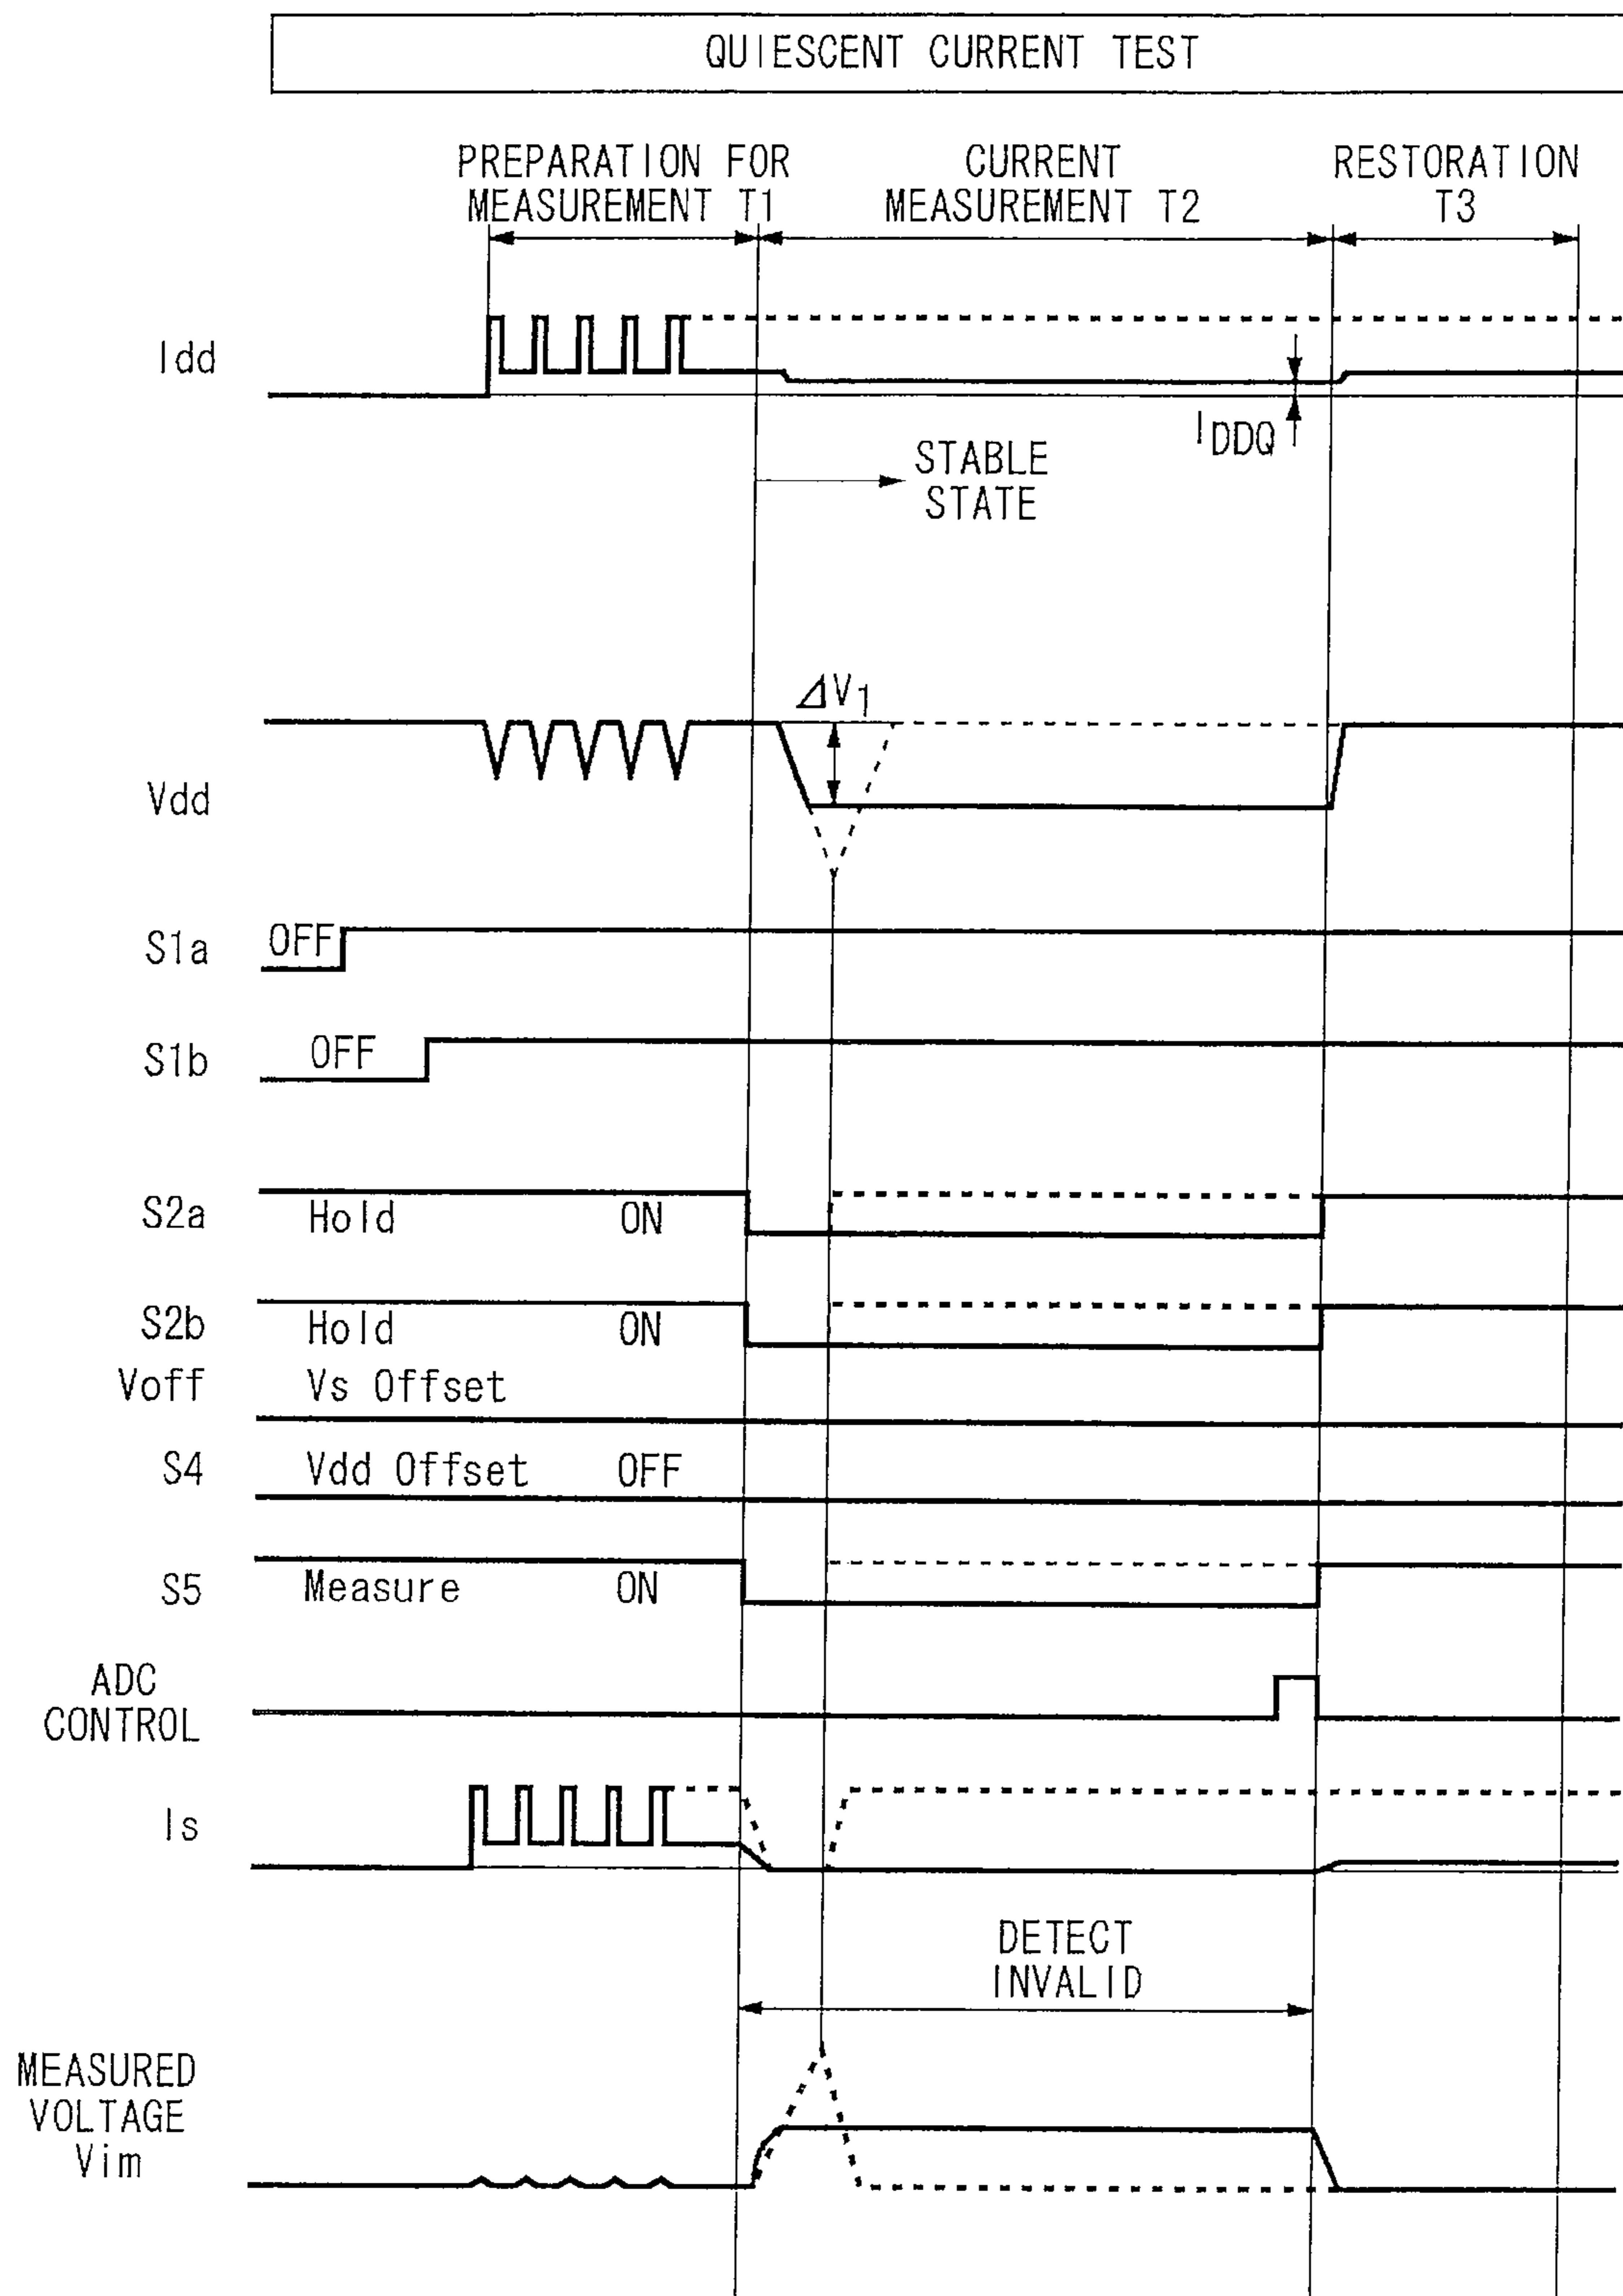 QUIESCENT CURRENT TEST
PREPARATION FOR
MEASUREMENT T1
CURRENT
MEASUREMENT T2
RESTORATION
T3
Idd
IDDQ
STABLE
STATE
ΔV1
Vdd
S1a OFF
S1b OFF
S2a Hold ON
S2b Hold ON
Voff Vs Offset
S4 Vdd Offset OFF
S5 Measure ON
ADC
CONTROL
Is
DETECT
INVALID
MEASURED
VOLTAGE
Vim